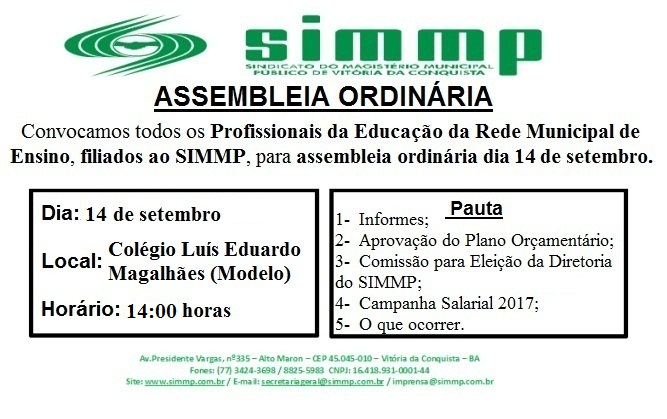 simmp
SINDICATO DO MAGISTÉRIO MUNICIPAL
PÚBLICO DE VITÓRIA DA CONQUISTA
ASSEMBLEIA ORDINÁRIA
Convocamos todos os Profissionais da Educação da Rede Municipal de
Ensino, filiados ao SIMMP, para assembleia ordinária dia 14 de setembro.
Dia: 14 de setembro
Local: Colégio Luís Eduardo
Magalhães (Modelo)
Horário: 14:00 horas
Pauta
1- Informes;
2- Aprovação do Plano Orçamentário;
3- Comissão para Eleição da Diretoria
do SIMMP;
4- Campanha Salarial 2017;
5- O que ocorrer.
Av.Presidente Vargas, nº335 – Alto Maron – CEP 45.045-010 – Vitória da Conquista – BA
Fones: (77) 3424-3698 / 8825-5983 CNPJ: 16.418.931-0001-44
Site: www.simmp.com.br / E-mail: secretariageral@simmp.com.br / imprensa@simmp.com.br